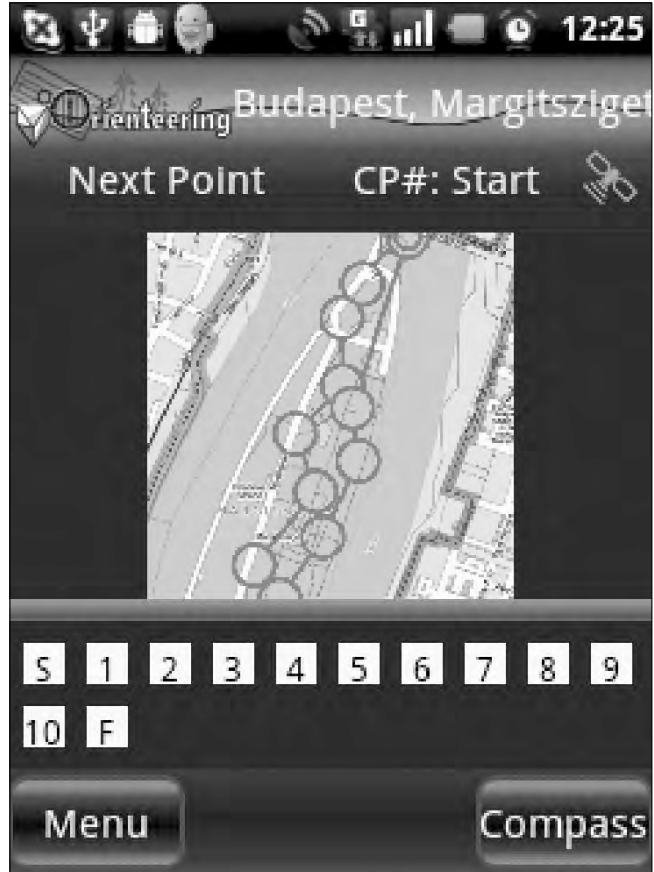 G 12:25
Orienteering Budapest, Margitsziget
Next Point CP#: Start
S 1 2 3 4 5 6 7 8 9
10 F
Menu Compass